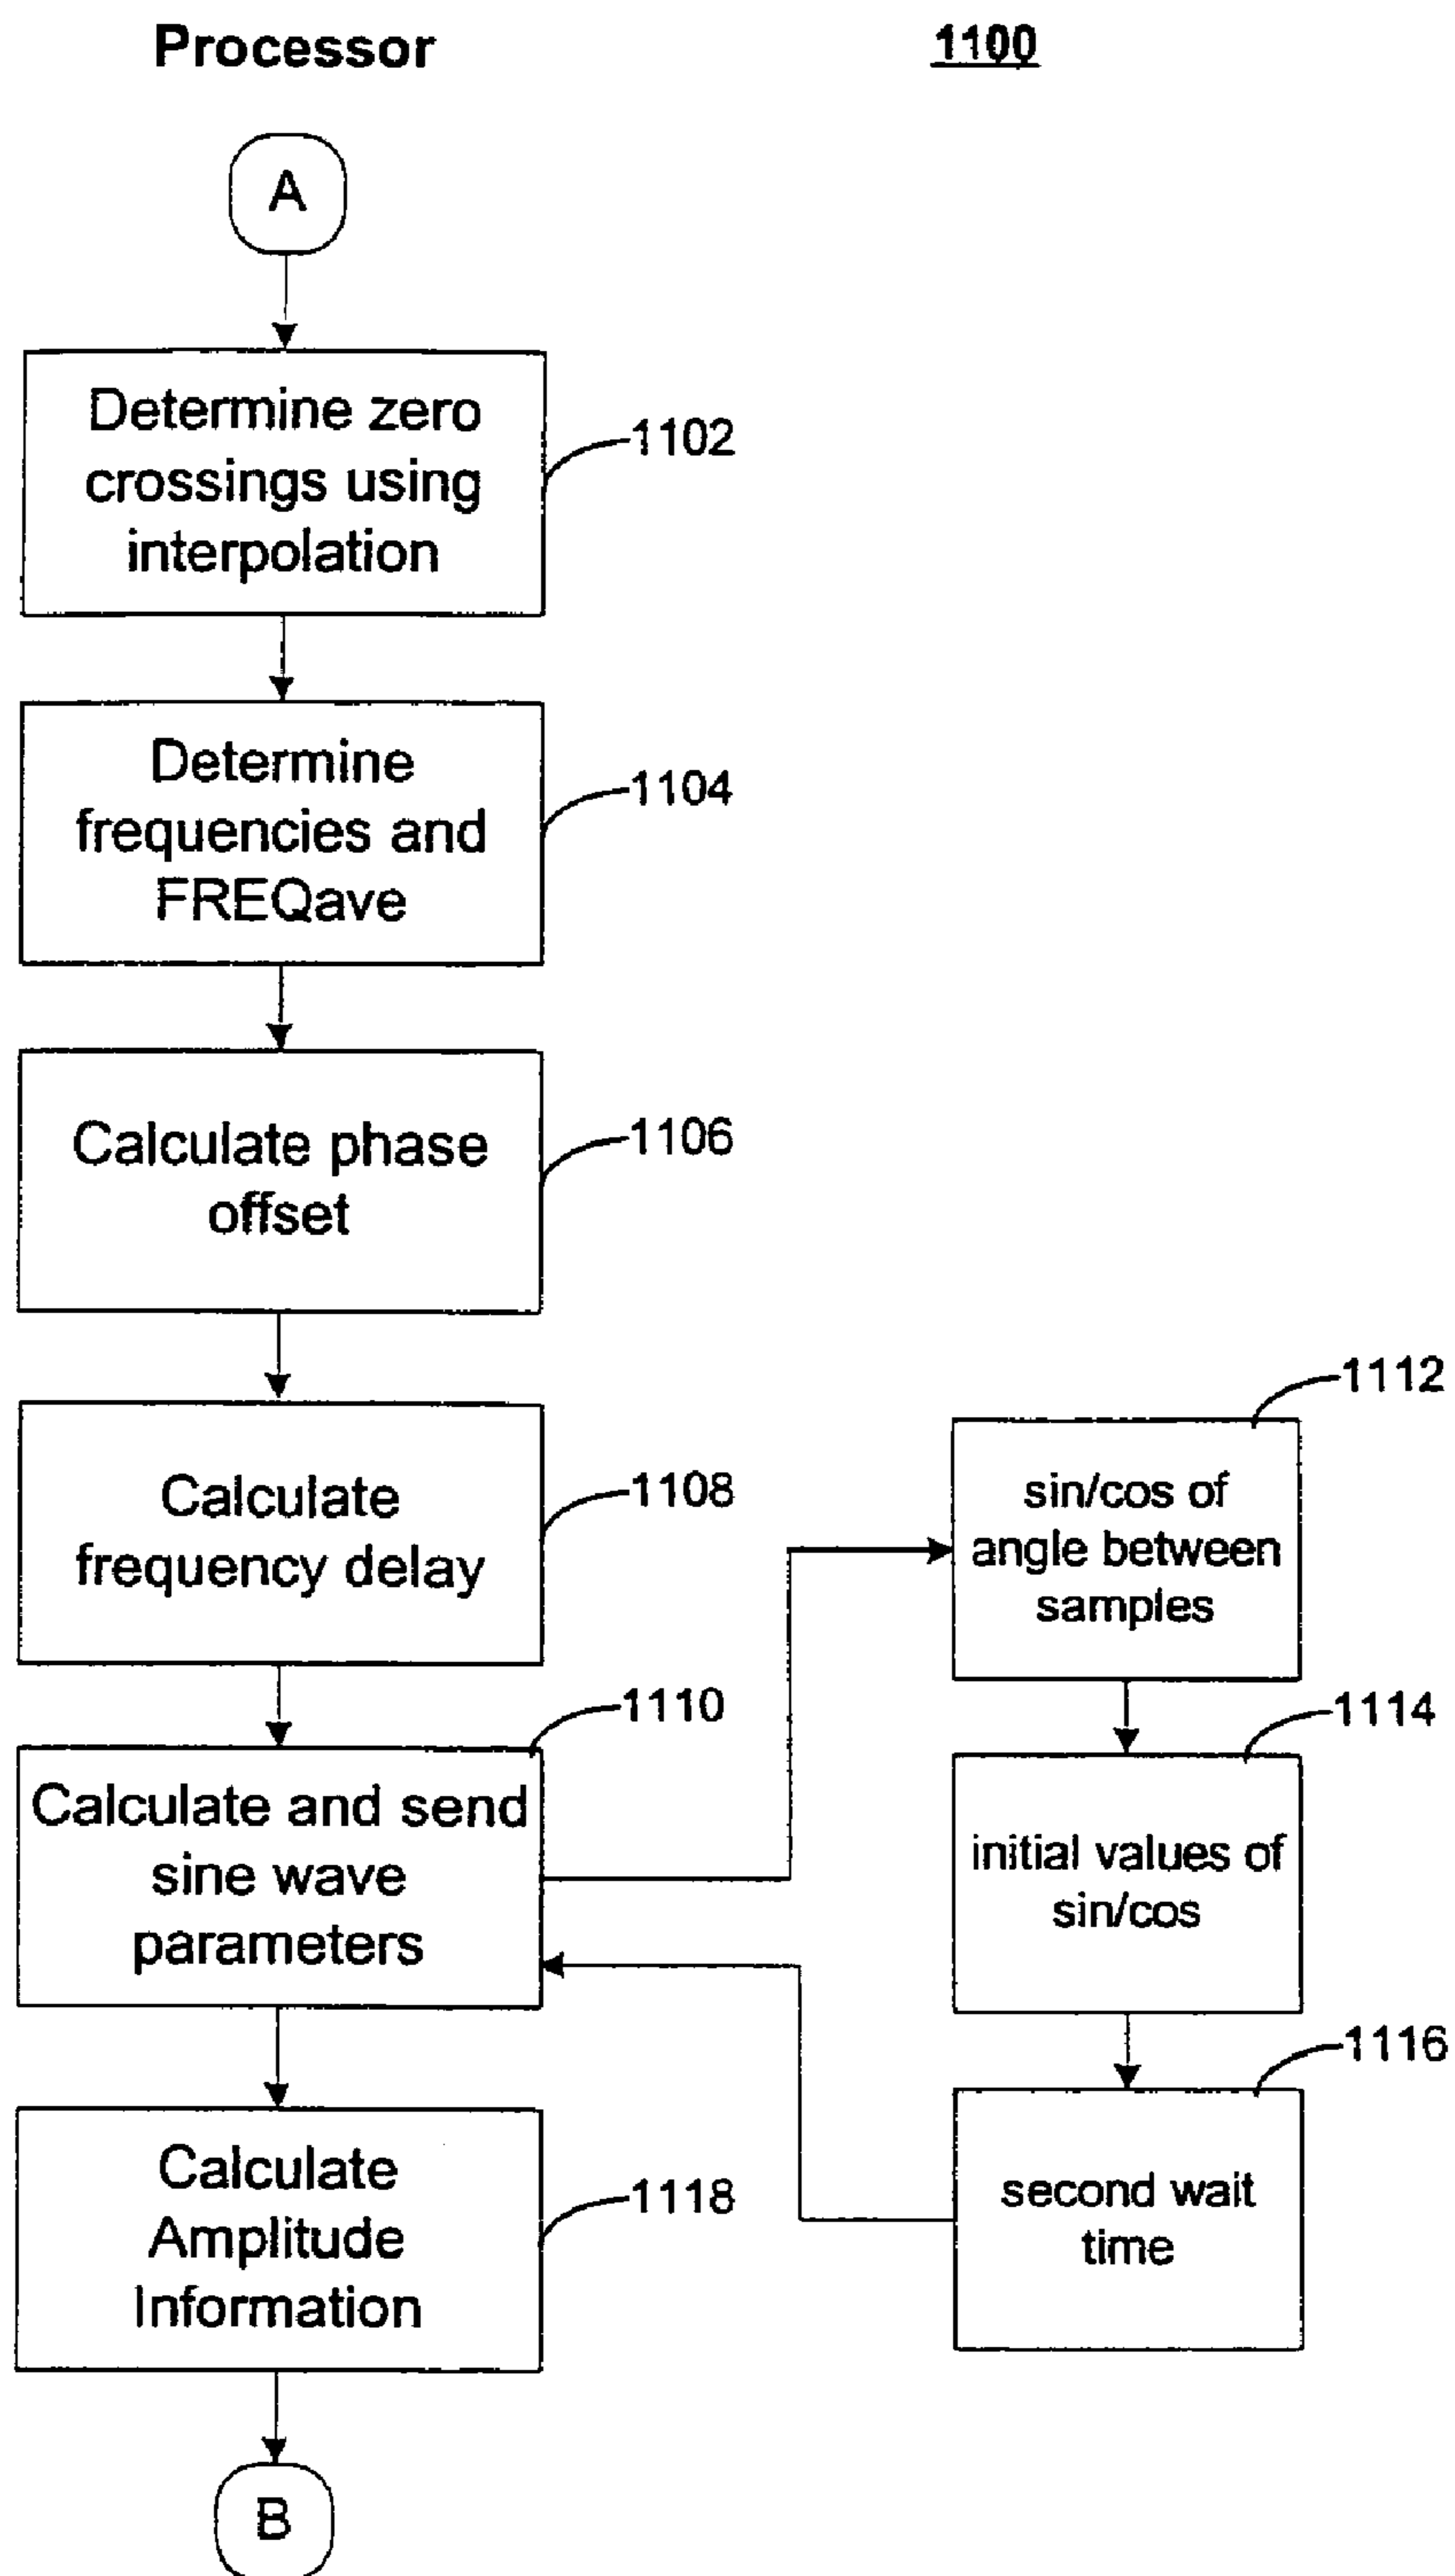 Processor
1100
A
Determine zero
crossings using
interpolation
1102
Determine
frequencies and
FREQave
1104
Calculate phase
offset
1106
Calculate
frequency delay
1108
Calculate and send
sine wave
parameters
1110
sin/cos of
angle between
samples
1112
initial values of
sin/cos
1114
second wait
time
1116
Calculate
Amplitude
Information
1118
B